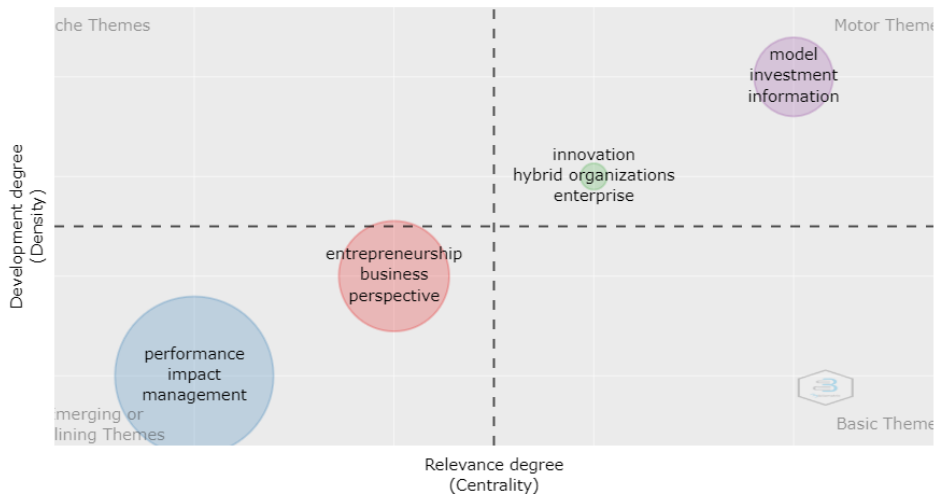 che Themes
Motor Theme
model
investment
information
innovation
hybrid organizations
enterprise
Development degree
(Density)
entrepreneurship
business
perspective
performance
impact
management
merging or
lining Themes
Basic Theme
Relevance degree
(Centrality)